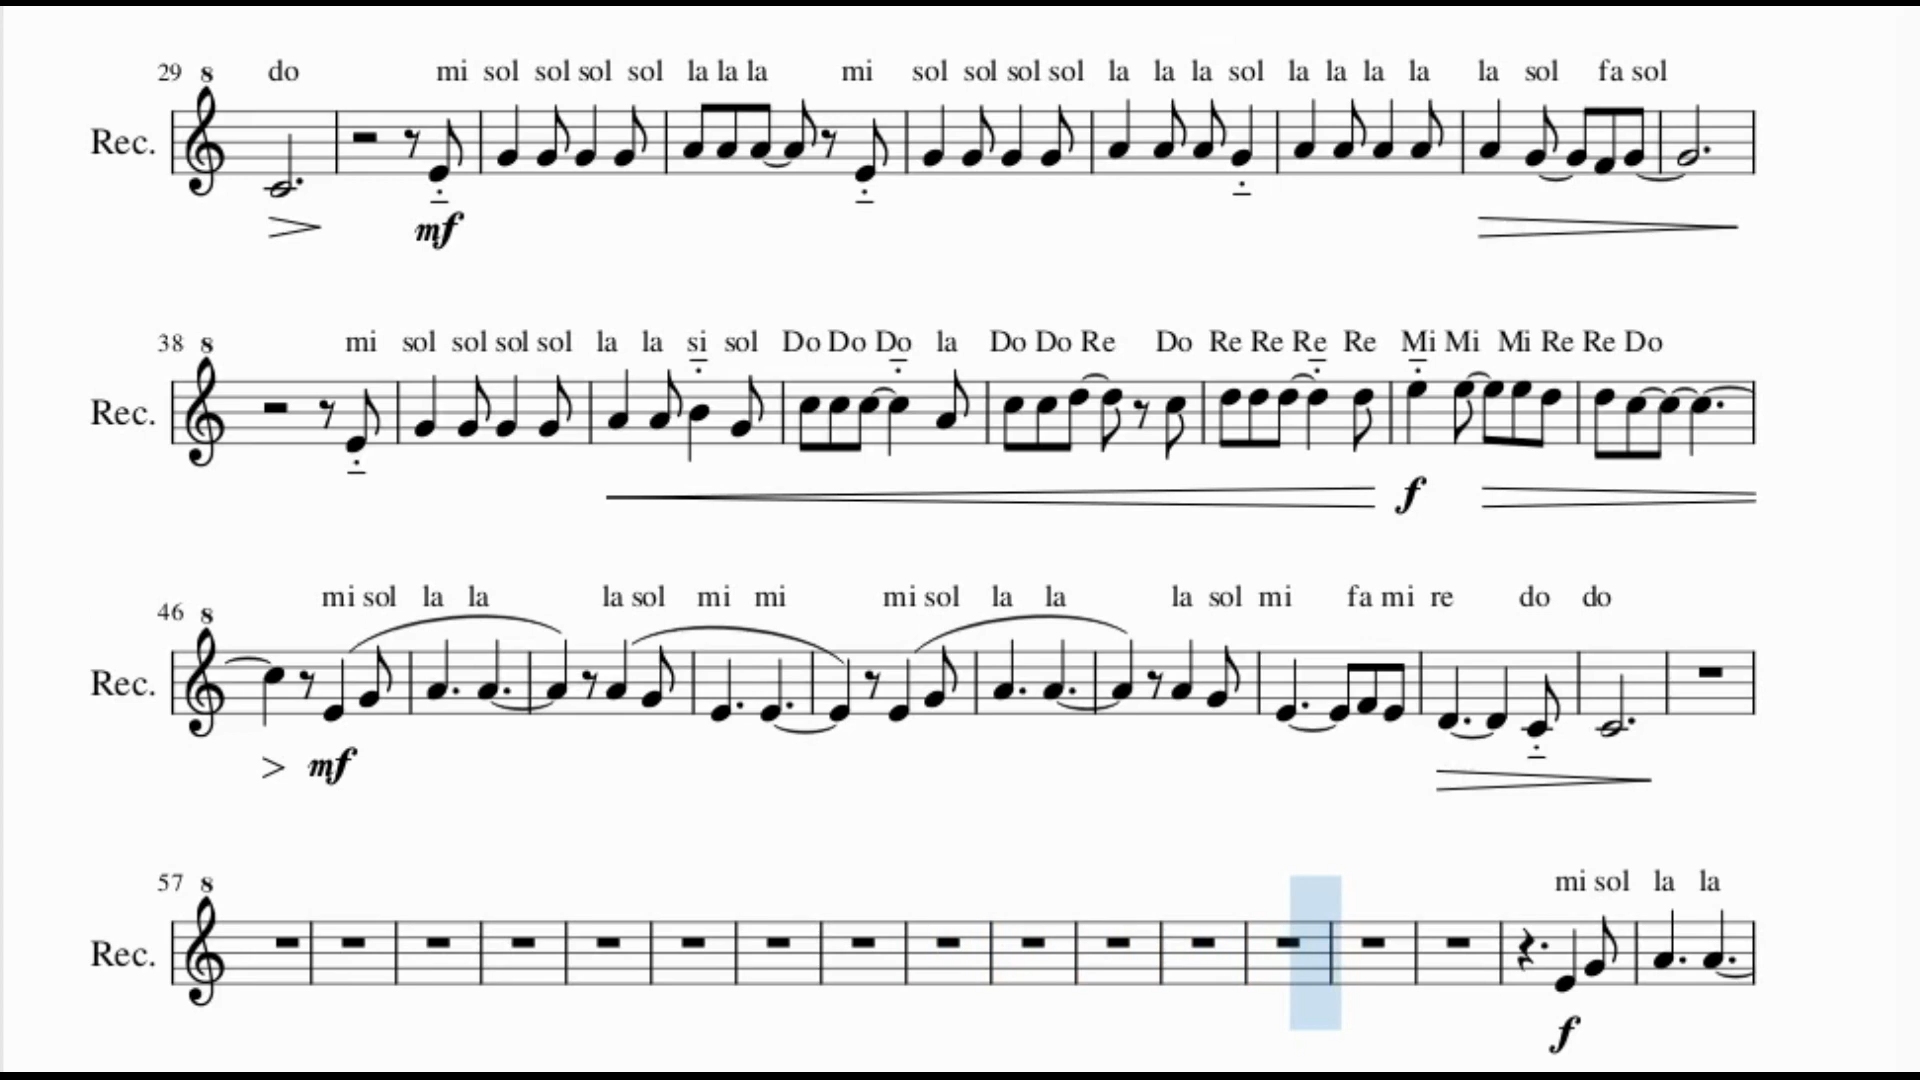 29 8 do mi sol sol sol sol la la la mi sol sol sol sol la la la sol la la la la la sol fa sol
Rec.
mf
38 8 mi sol sol sol sol la la si sol Do Do Do la Do Do Re Do Re Re Re Re Mi Mi Mi Re Re Do
Rec.
f
46 8 mi sol la la la sol mi mi mi sol la la la sol mi fa mi re do do
Rec.
mf
57 8 mi sol la la
Rec.
f